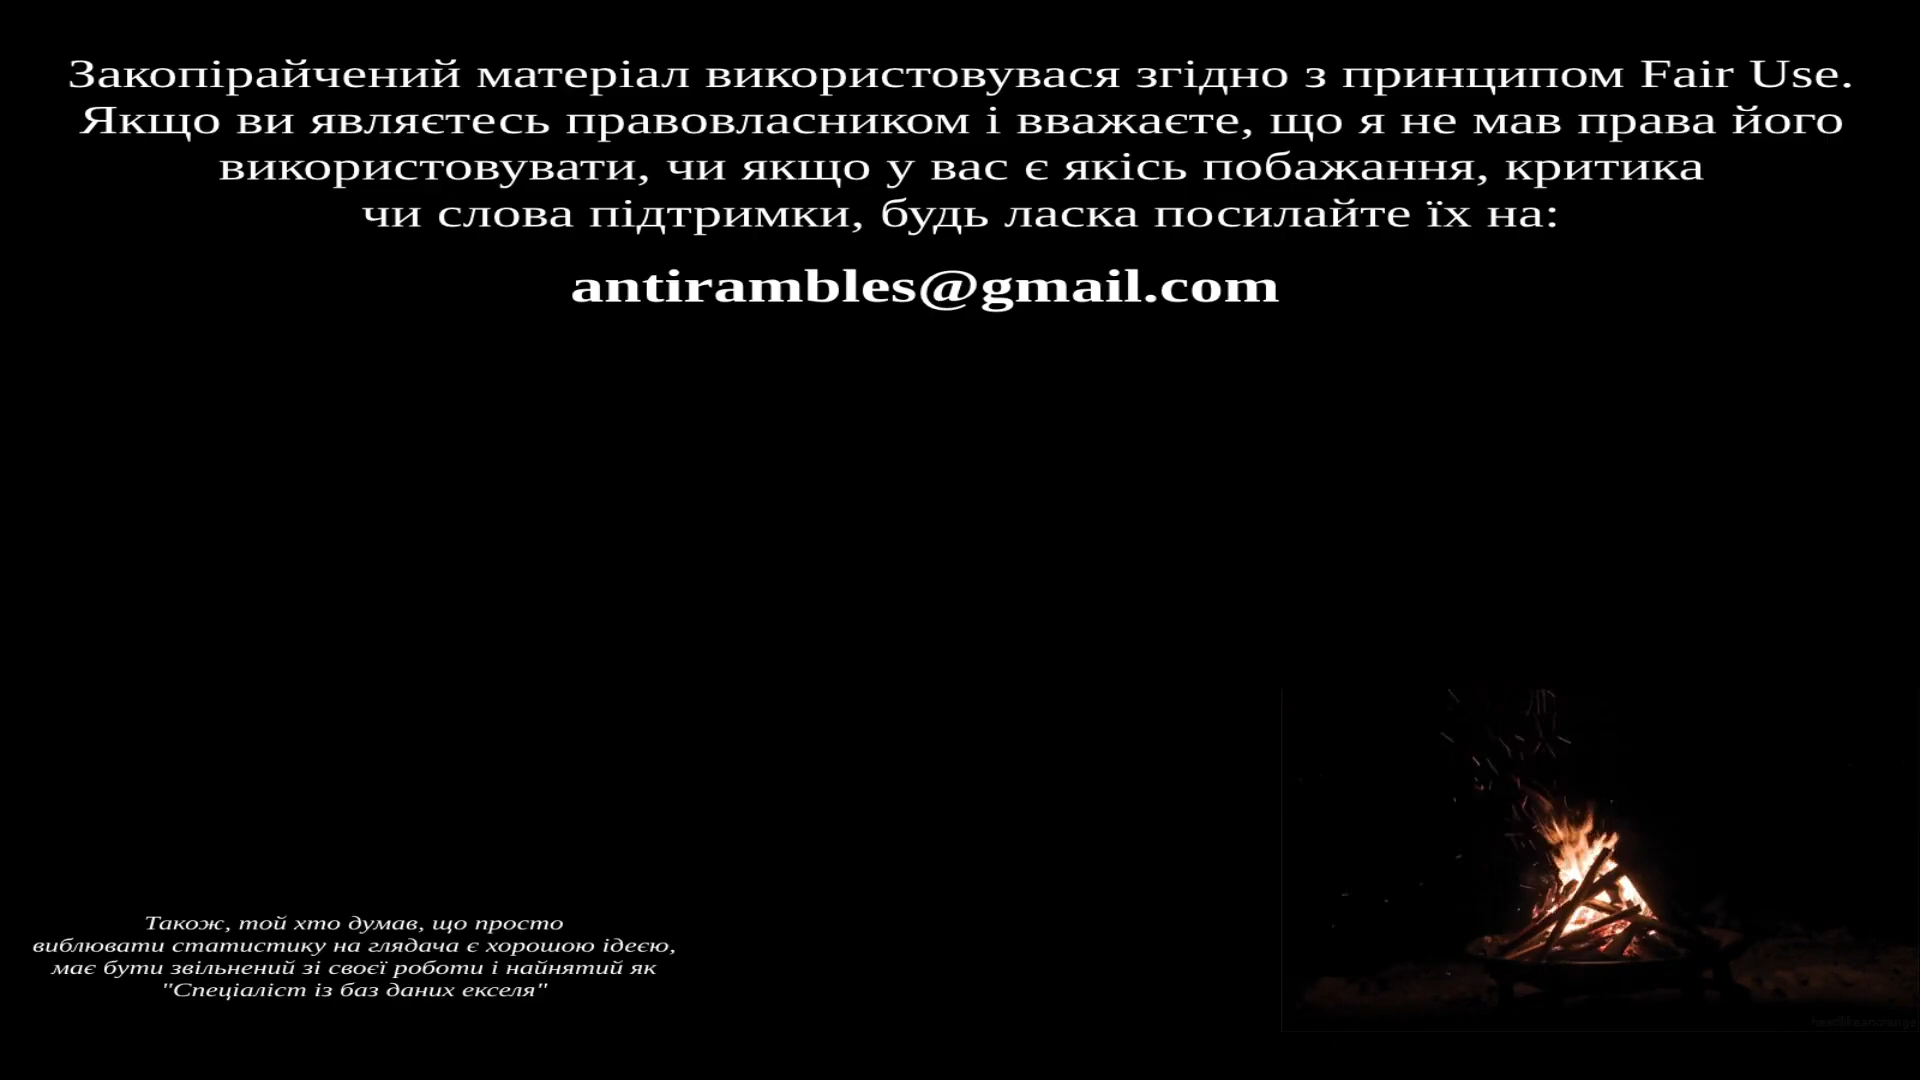 Закопірайчений матеріал використовувася згідно з принципом Fair Use.
Якщо ви являєтесь правовласником і вважаєте, що я не мав права його
використовувати, чи якщо у вас є якісь побажання, критика
чи слова підтримки, будь ласка посилайте їх на:
antirambles@gmail.com
Також, той хто думав, що просто
виблювати статистику на глядача є хорошою ідеєю,
має бути звільнений зі своєї роботи і найнятий як
"Спеціаліст із баз даних екселя"